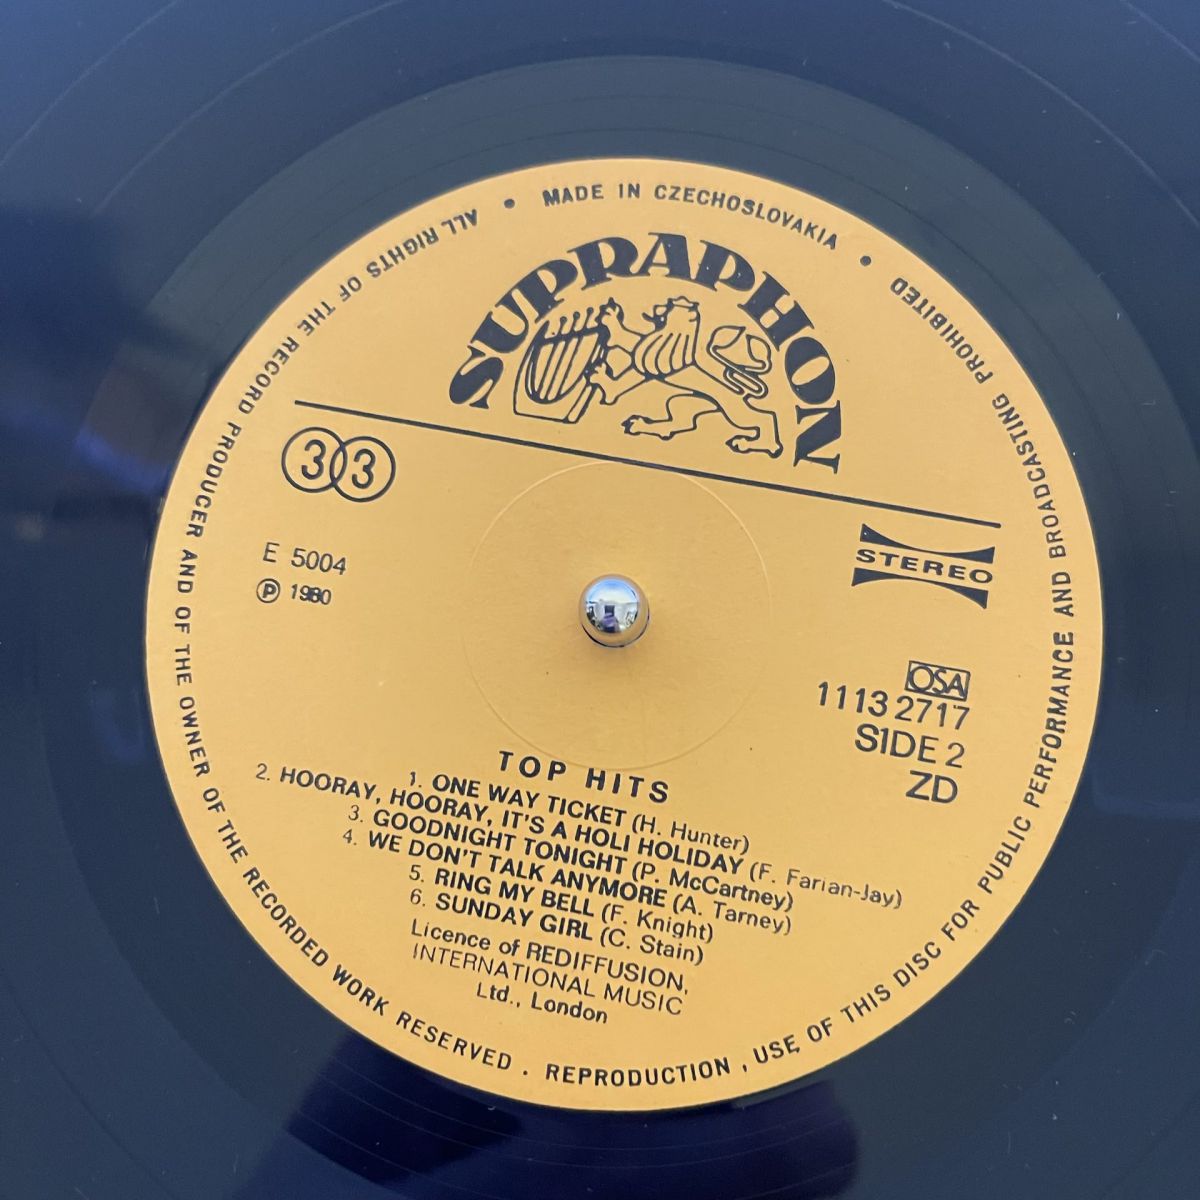 ALL RIGHTS OF THE RECORD PRODUCER AND OF THE OWNER OF THE RECORDED WORK RESERVED . REPRODUCTION , USE OF THIS DISC FOR PUBLIC PERFORMANCE AND BROADCASTING PROHIBITED
• MADE IN CZECHOSLOVAKIA •
SUPRAPHON
33
STEREO
E 5004
Ⓟ 1980
OSA
1113 2717
SIDE 2
ZD
TOP HITS
1. ONE WAY TICKET (H. Hunter)
2. HOORAY, HOORAY, IT'S A HOLI HOLIDAY (F. Farian-Jay)
3. GOODNIGHT TONIGHT (P. McCartney)
4. WE DON'T TALK ANYMORE (A. Tarney)
5. RING MY BELL (F. Knight)
6. SUNDAY GIRL (C. Stain)
Licence of REDIFFUSION,
INTERNATIONAL MUSIC
Ltd., London